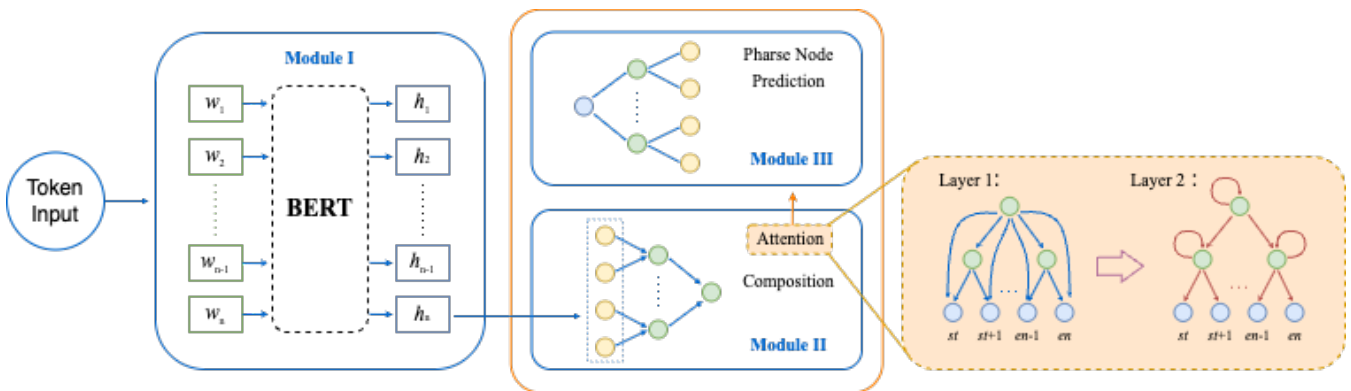 Token
Input
Module I
w1
w2
wn-1
wn
BERT
h1
h2
hn-1
hn
Pharse Node
Prediction
Module III
Attention
Composition
Module II
Layer 1:
...
st st+1 en-1 en
Layer 2 :
...
st st+1 en-1 en